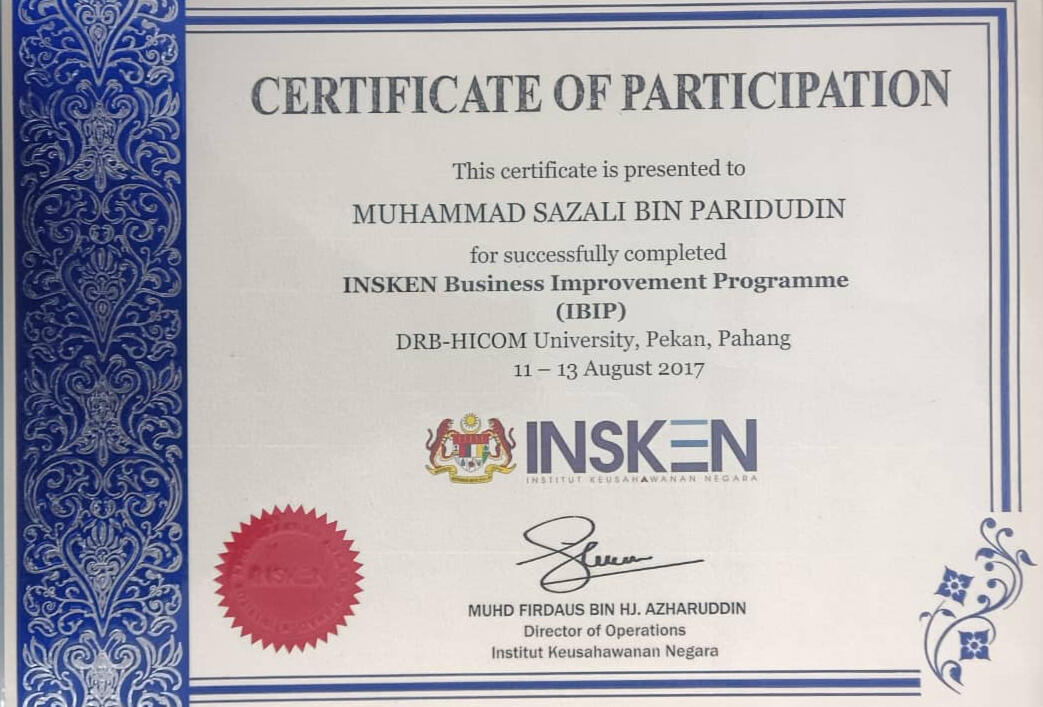 CERTIFICATE OF PARTICIPATION
This certificate is presented to
MUHAMMAD SAZALI BIN PARIDUDIN
for successfully completed
INSKEN Business Improvement Programme
(IBIP)
DRB-HICOM University, Pekan, Pahang
11 – 13 August 2017
INSKEN
INSTITUT KEUSAHAWANAN NEGARA
INSKEN
MUHD FIRDAUS BIN HJ. AZHARUDDIN
Director of Operations
Institut Keusahawanan Negara